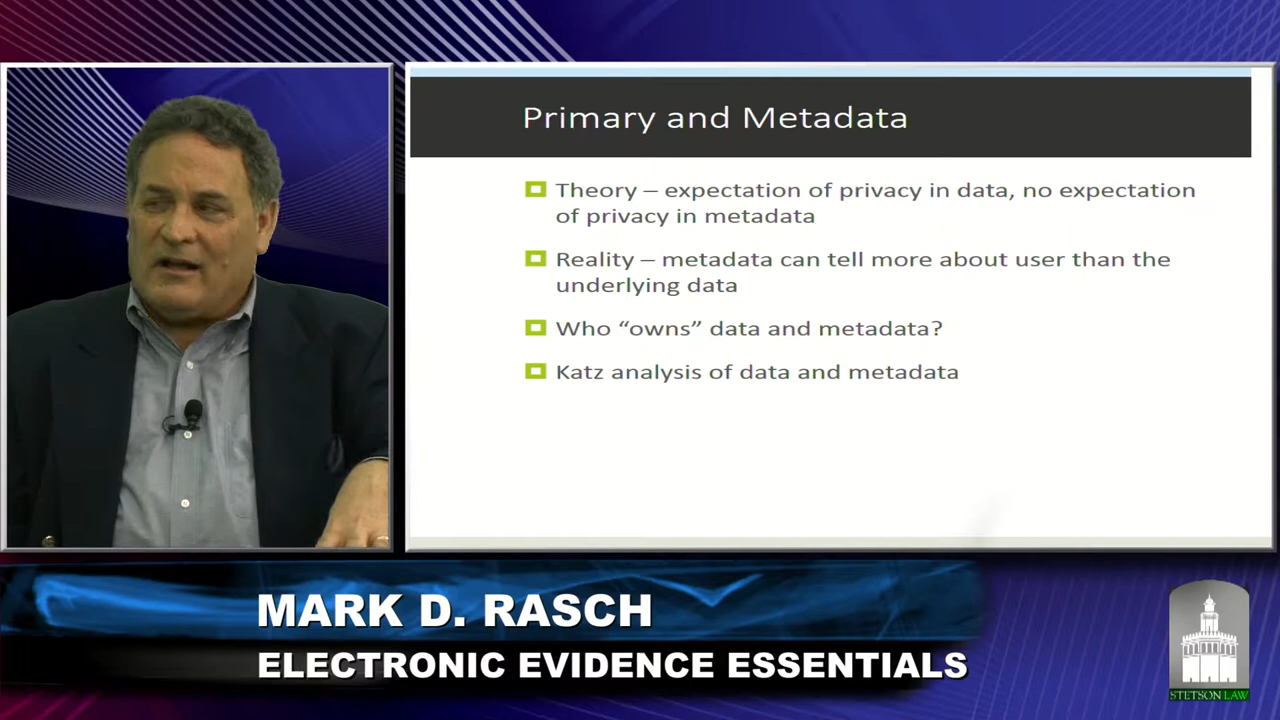 Primary and Metadata
Theory – expectation of privacy in data, no expectation
of privacy in metadata
Reality – metadata can tell more about user than the
underlying data
Who “owns” data and metadata?
Katz analysis of data and metadata
MARK D. RASCH
ELECTRONIC EVIDENCE ESSENTIALS
STETSON LAW